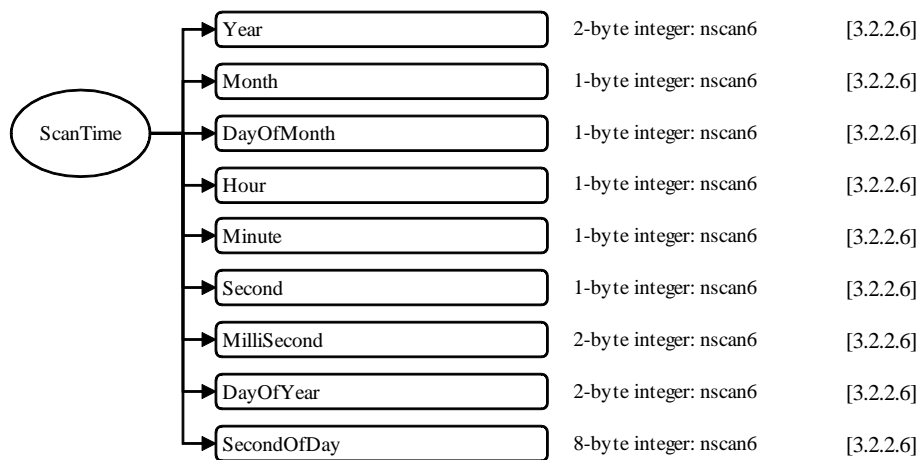 Year 2-byte integer: nscan6 [3.2.2.6]
Month 1-byte integer: nscan6 [3.2.2.6]
ScanTime DayOfMonth 1-byte integer: nscan6 [3.2.2.6]
Hour 1-byte integer: nscan6 [3.2.2.6]
Minute 1-byte integer: nscan6 [3.2.2.6]
Second 1-byte integer: nscan6 [3.2.2.6]
MilliSecond 2-byte integer: nscan6 [3.2.2.6]
DayOfYear 2-byte integer: nscan6 [3.2.2.6]
SecondOfDay 8-byte integer: nscan6 [3.2.2.6]